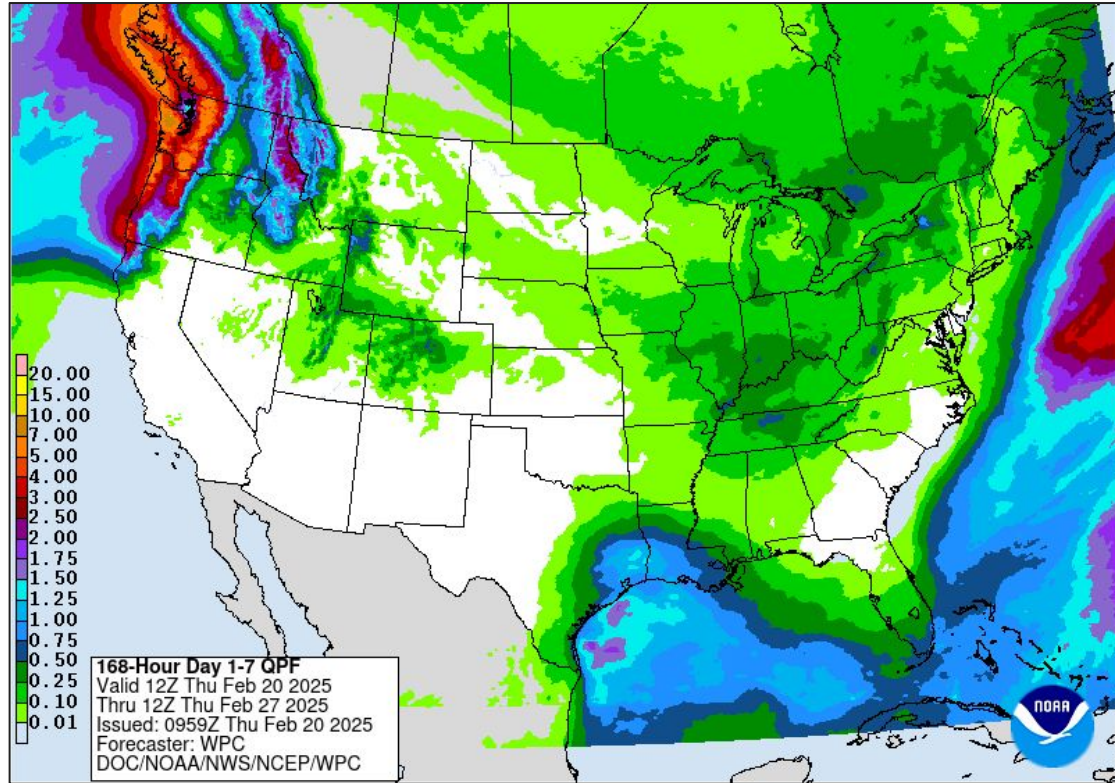 20.00
15.00
10.00
7.00
5.00
4.00
3.00
2.50
2.00
1.75
1.50
1.25
1.00
0.75
0.50
0.25
0.10
0.01
168-Hour Day 1-7 QPF
Valid 12Z Thu Feb 20 2025
Thru 12Z Thu Feb 27 2025
Issued: 0959Z Thu Feb 20 2025
Forecaster: WPC
DOC/NOAA/NWS/NCEP/WPC
NOAA